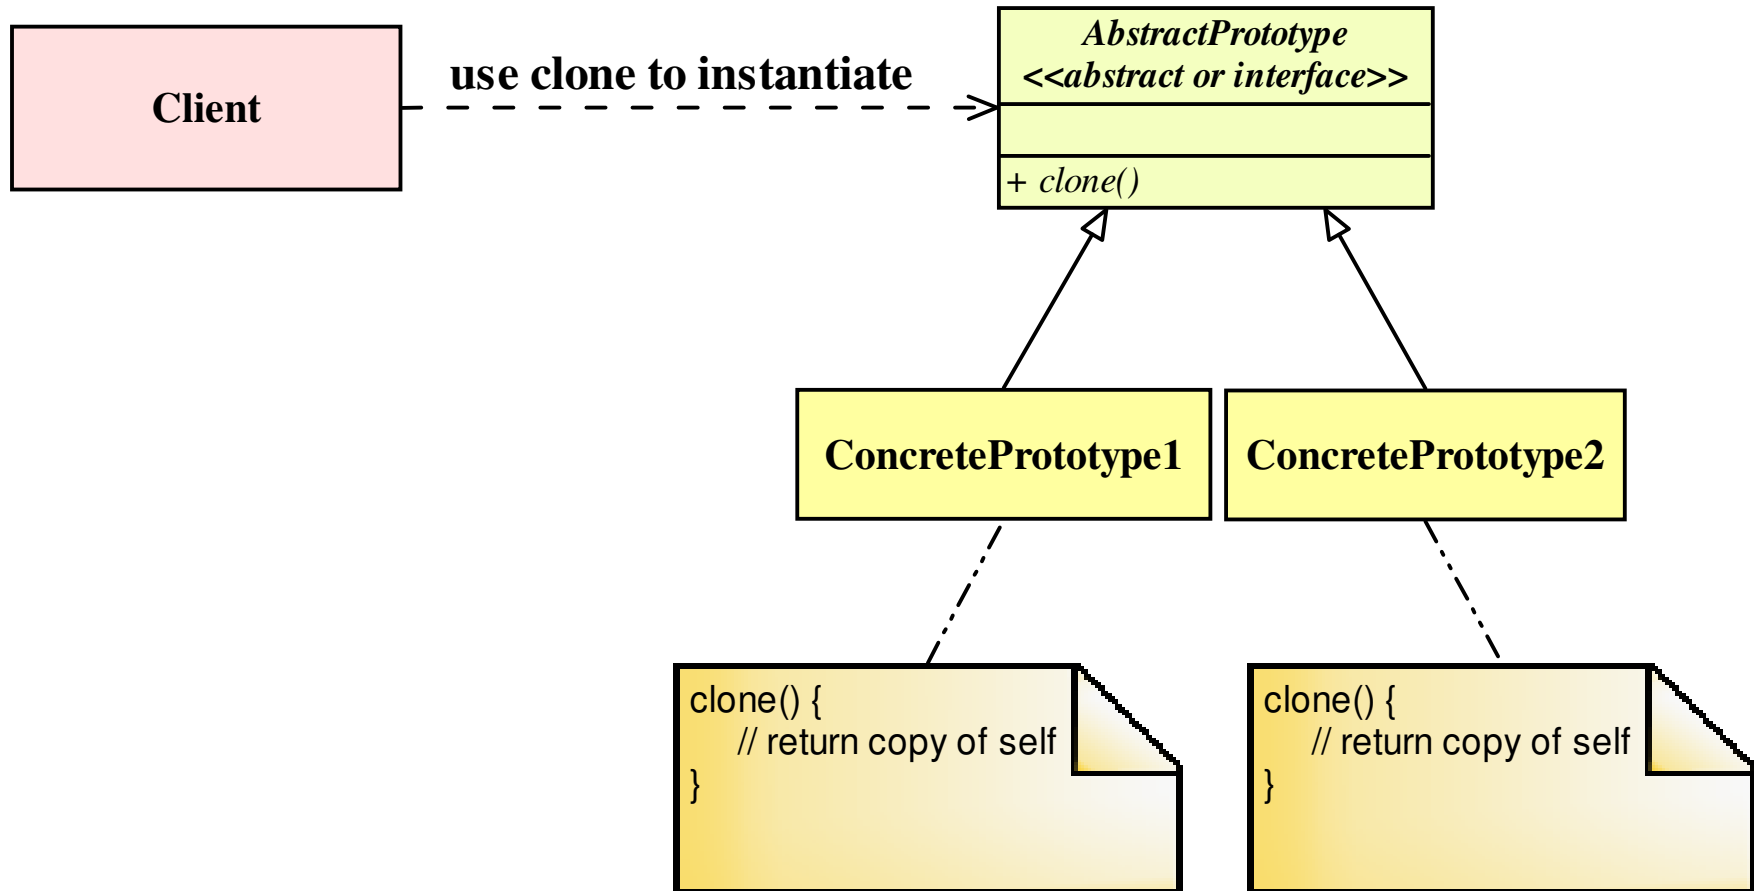 Client
use clone to instantiate
AbstractPrototype
<<abstract or interface>>
+ clone()
ConcretePrototype1
ConcretePrototype2
clone() {
// return copy of self
}
clone() {
// return copy of self
}